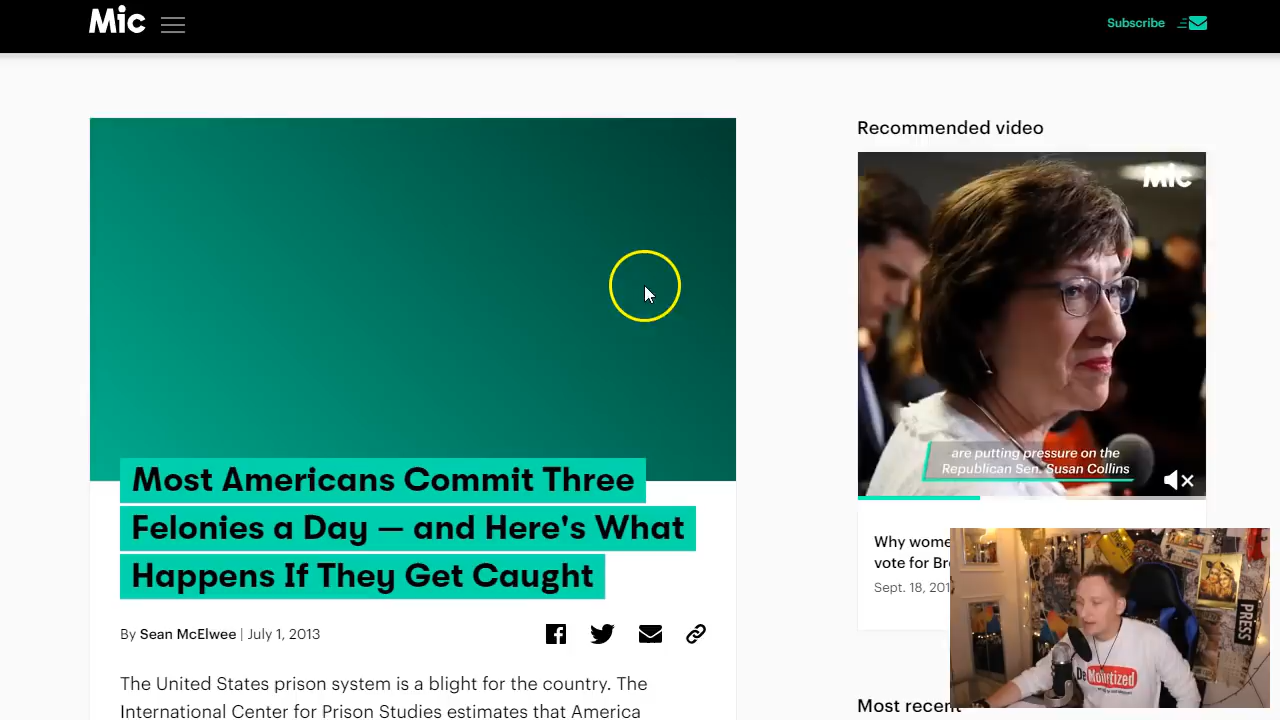 Mic
Subscribe
Recommended video
Mic
are putting pressure on the
Republican Sen. Susan Collins
Most Americans Commit Three
Felonies a Day — and Here's What
Happens If They Get Caught
Why wome
vote for Br
Sept. 18, 201
By Sean McElwee | July 1, 2013
The United States prison system is a blight for the country. The
International Center for Prison Studies estimates that America
Most recent
PRESS
DeMonetized